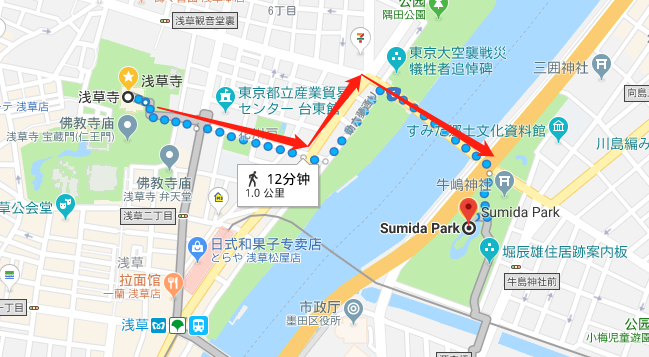 6丁目
公園
隅田公園
浅草観音堂裏
東京大空襲戦災
犠牲者追悼碑
三囲神社
浅草寺
浅草寺
東京都立産業貿易
センター 台東館
すみだ郷土文化資料館
向島
川島編み
佛教寺庙
浅草寺 宝蔵門(仁王門)
12分钟
1.0 公里
佛教寺庙
浅草寺 弁天堂
牛嶋神社
Sumida Park
Sumida Park
草公会堂
浅草二丁目
日式和果子专卖店
とらや 浅草松屋店
堀辰雄住居跡案内板
浅草
拉面馆
一蘭 浅草店
牛島神社前
一丁目
市政厅
墨田区役所
浅草
公园
小梅児童遊園